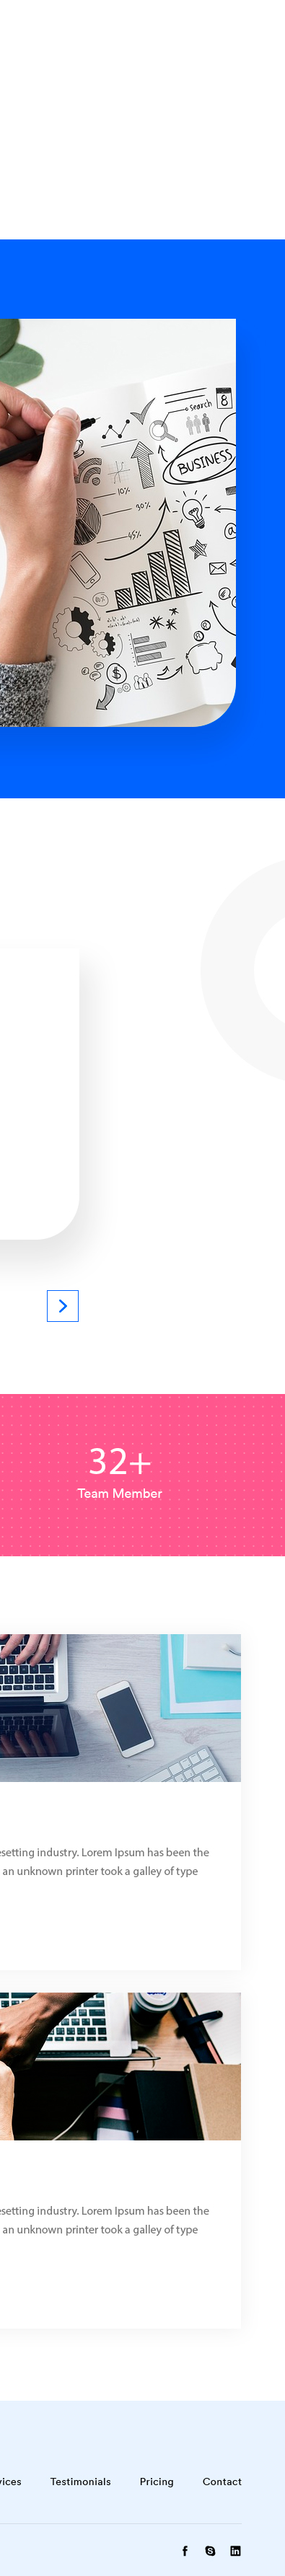 search
8
BUSINESS
10%
30%
45%
$
32+
Team Member
esetting industry. Lorem Ipsum has been the
an unknown printer took a galley of type
esetting industry. Lorem Ipsum has been the
an unknown printer took a galley of type
vices Testimonials Pricing Contact